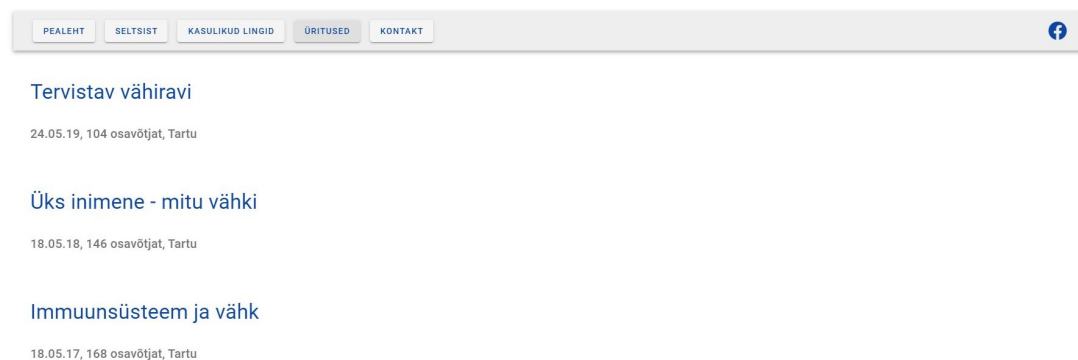 PEALEHT SELTSIST KASULIKUD LINGID ÜRITUSED KONTAKT
Tervistav vähiravi
24.05.19, 104 osavõtjat, Tartu
Üks inimene - mitu vähki
18.05.18, 146 osavõtjat, Tartu
Immuunsüsteem ja vähk
18.05.17, 168 osavõtjat, Tartu